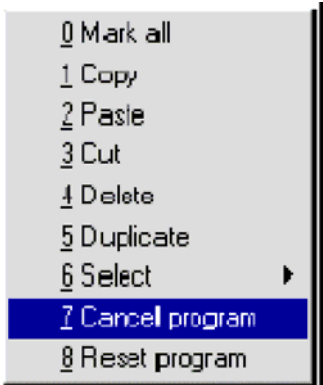 0 Mark all
1 Copy
2 Paste
3 Cut
4 Delete
5 Duplicate
6 Select
7 Cancel program
8 Reset program